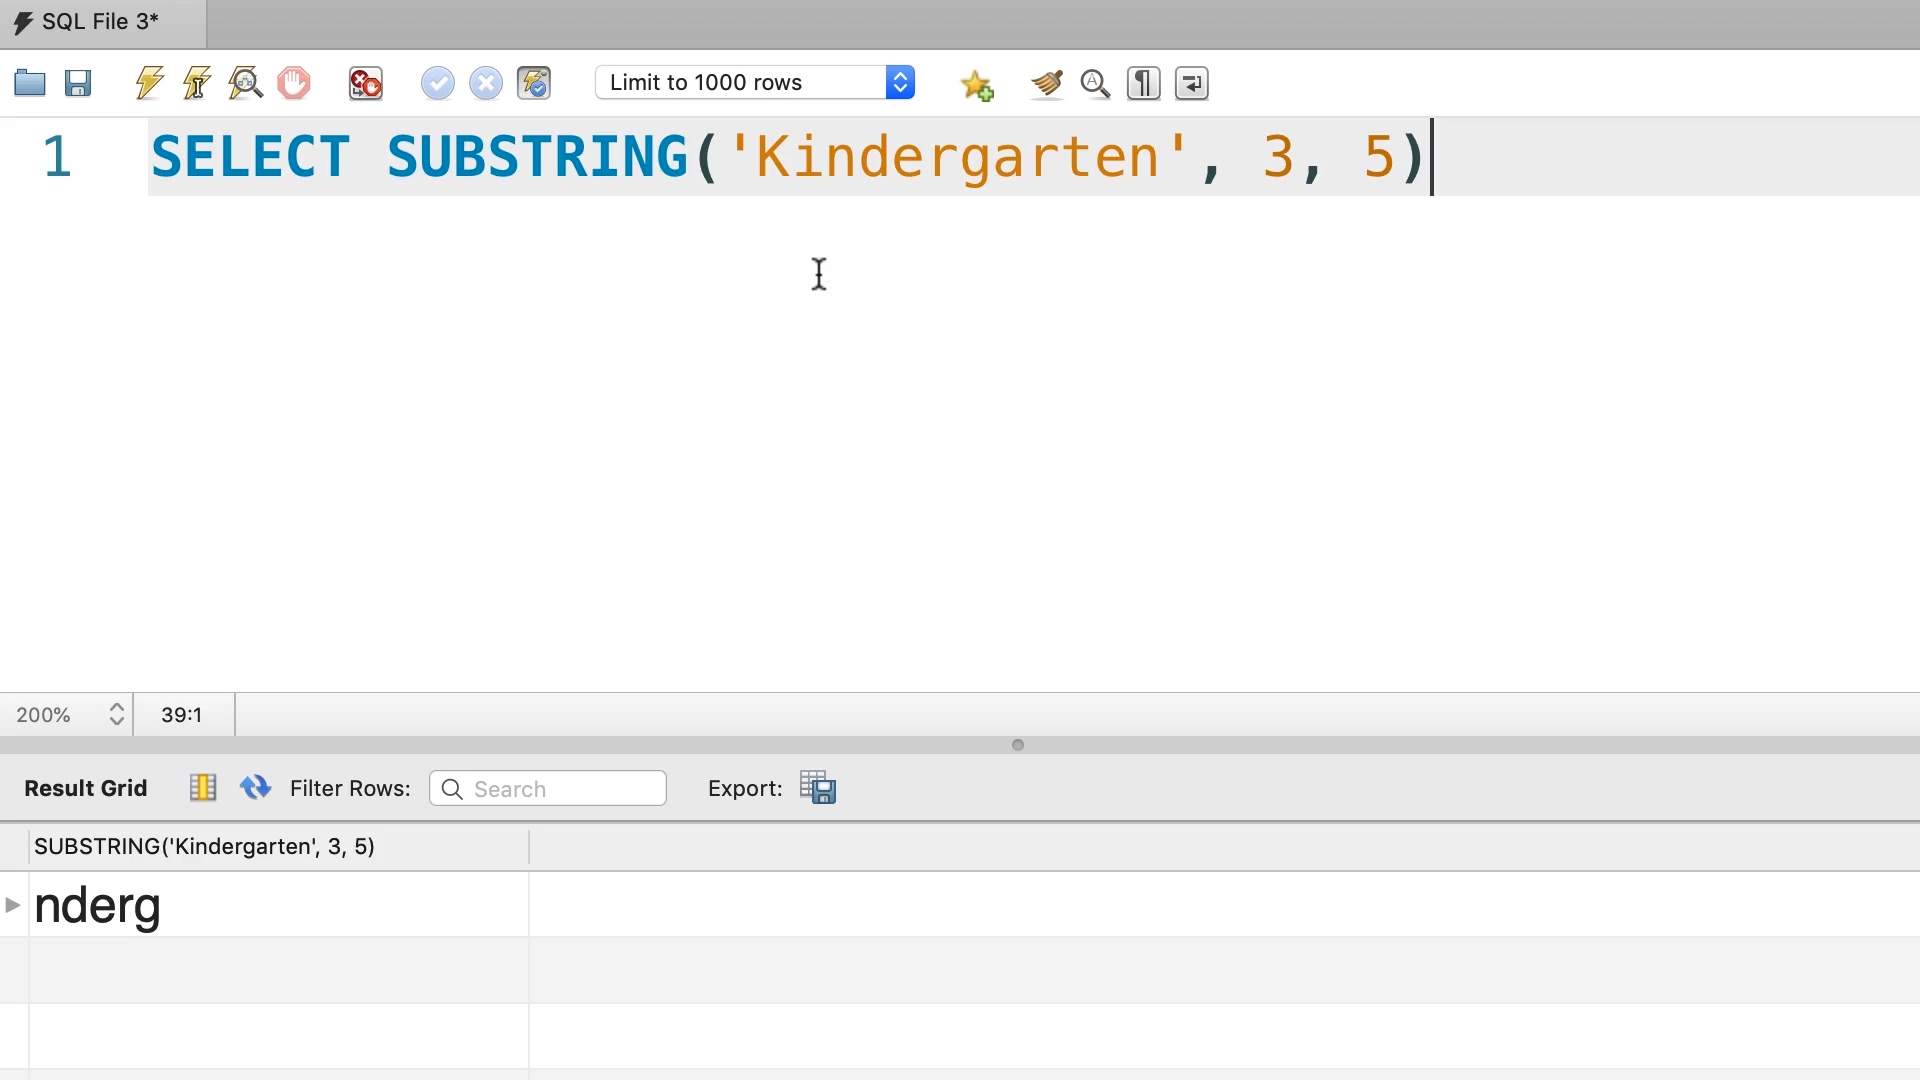 SQL File 3*
Limit to 1000 rows
1 SELECT SUBSTRING('Kindergarten', 3, 5)
200% 39:1
Result Grid Filter Rows: Search Export:
SUBSTRING('Kindergarten', 3, 5)
nderg